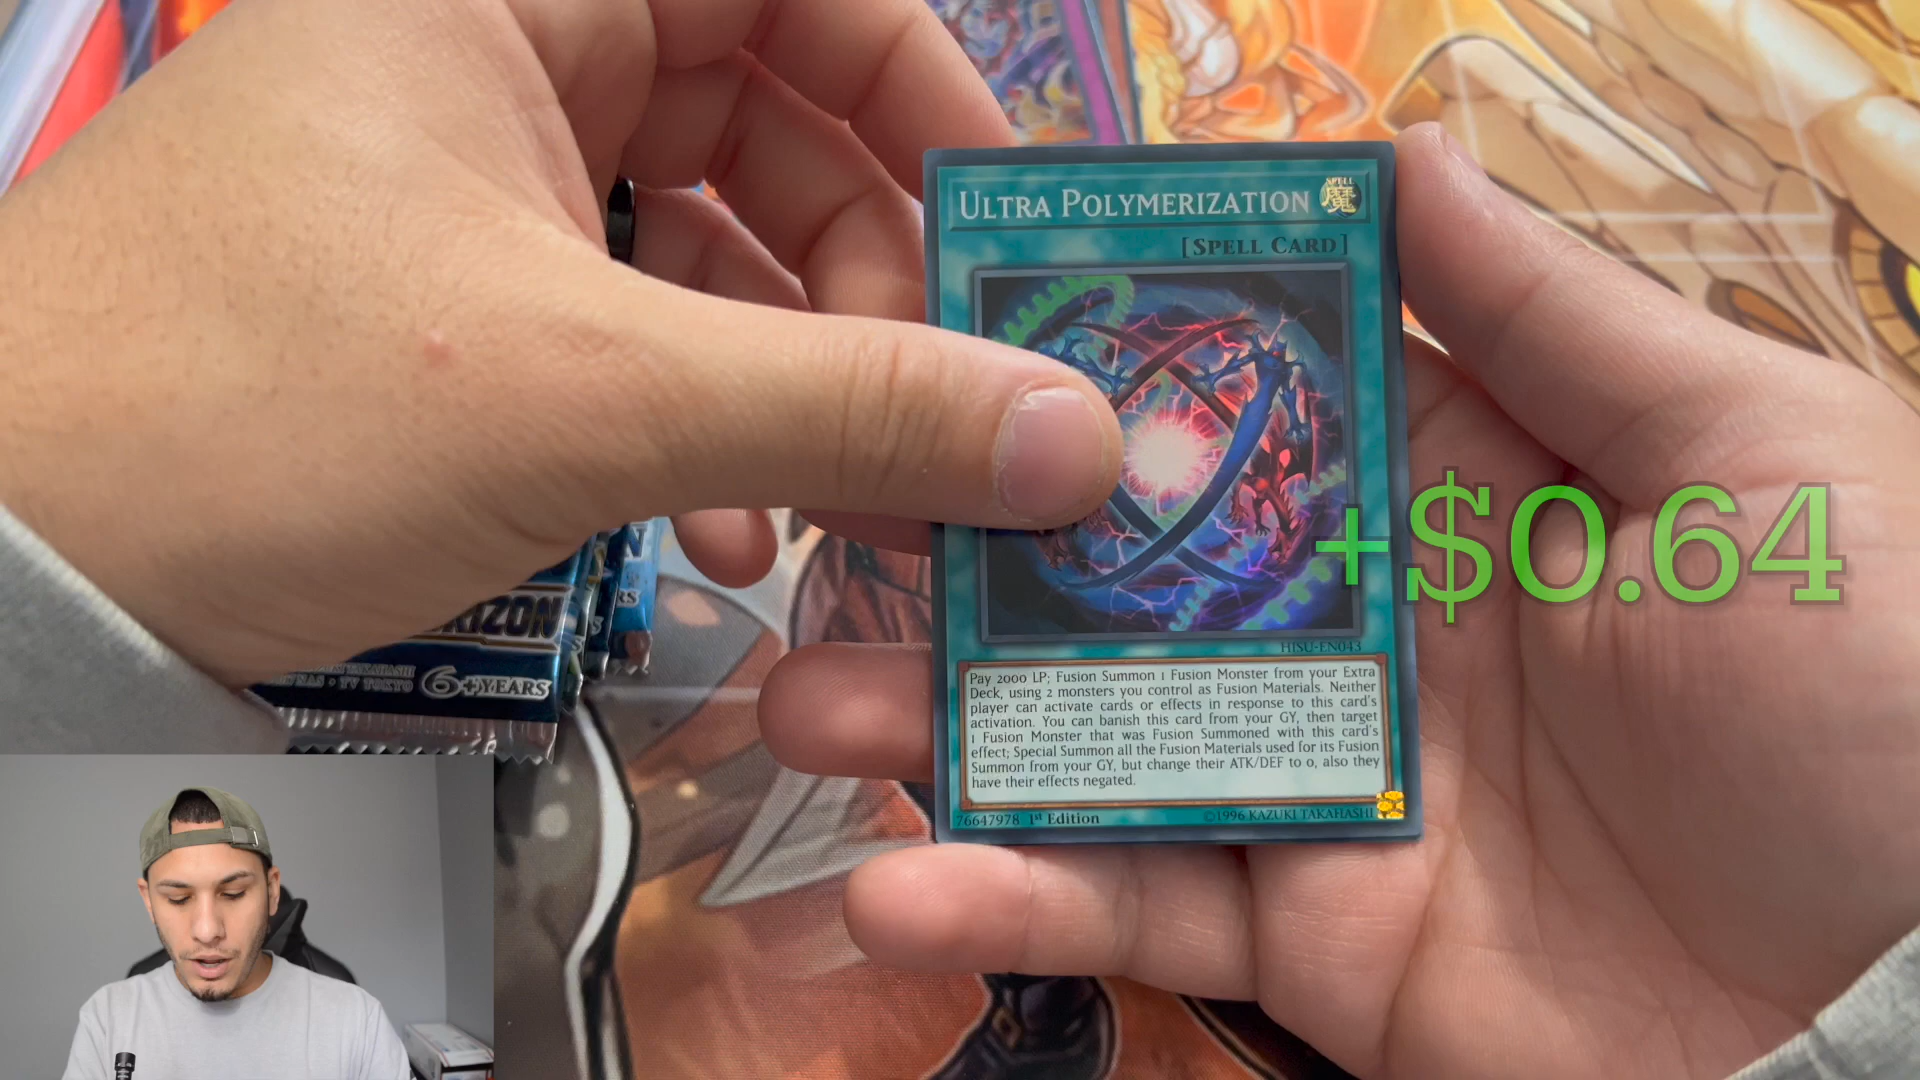 ULTRA POLYMERIZATION
SPELL
魔
[SPELL CARD]
+$0.64
HISU-EN043
Pay 2000 LP; Fusion Summon 1 Fusion Monster from your Extra
Deck, using 2 monsters you control as Fusion Materials. Neither
player can activate cards or effects in response to this card's
activation. You can banish this card from your GY, then target
1 Fusion Monster that was Fusion Summoned with this card's
effect; Special Summon all the Fusion Materials used for its Fusion
Summon from your GY, but change their ATK/DEF to 0, also they
have their effects negated.
76647978 1st Edition
©1996 KAZUKI TAKAHASHI
TV TOKYO
6+YEARS